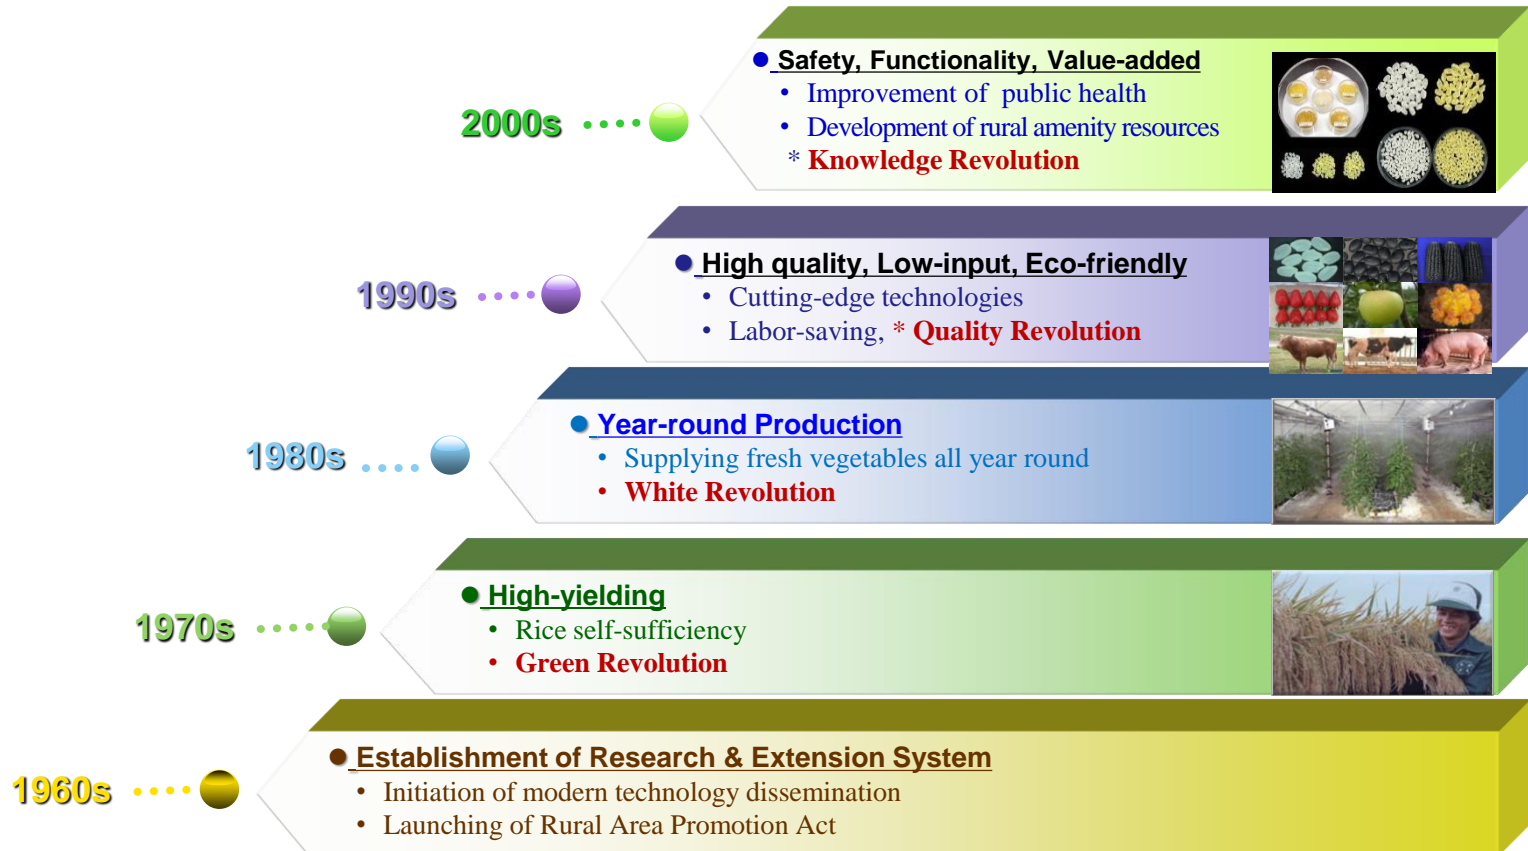 2000s
● Safety, Functionality, Value-added
• Improvement of public health
• Development of rural amenity resources
* Knowledge Revolution
1990s
● High quality, Low-input, Eco-friendly
• Cutting-edge technologies
• Labor-saving, * Quality Revolution
1980s
● Year-round Production
• Supplying fresh vegetables all year round
• White Revolution
1970s
● High-yielding
• Rice self-sufficiency
• Green Revolution
1960s
● Establishment of Research & Extension System
• Initiation of modern technology dissemination
• Launching of Rural Area Promotion Act